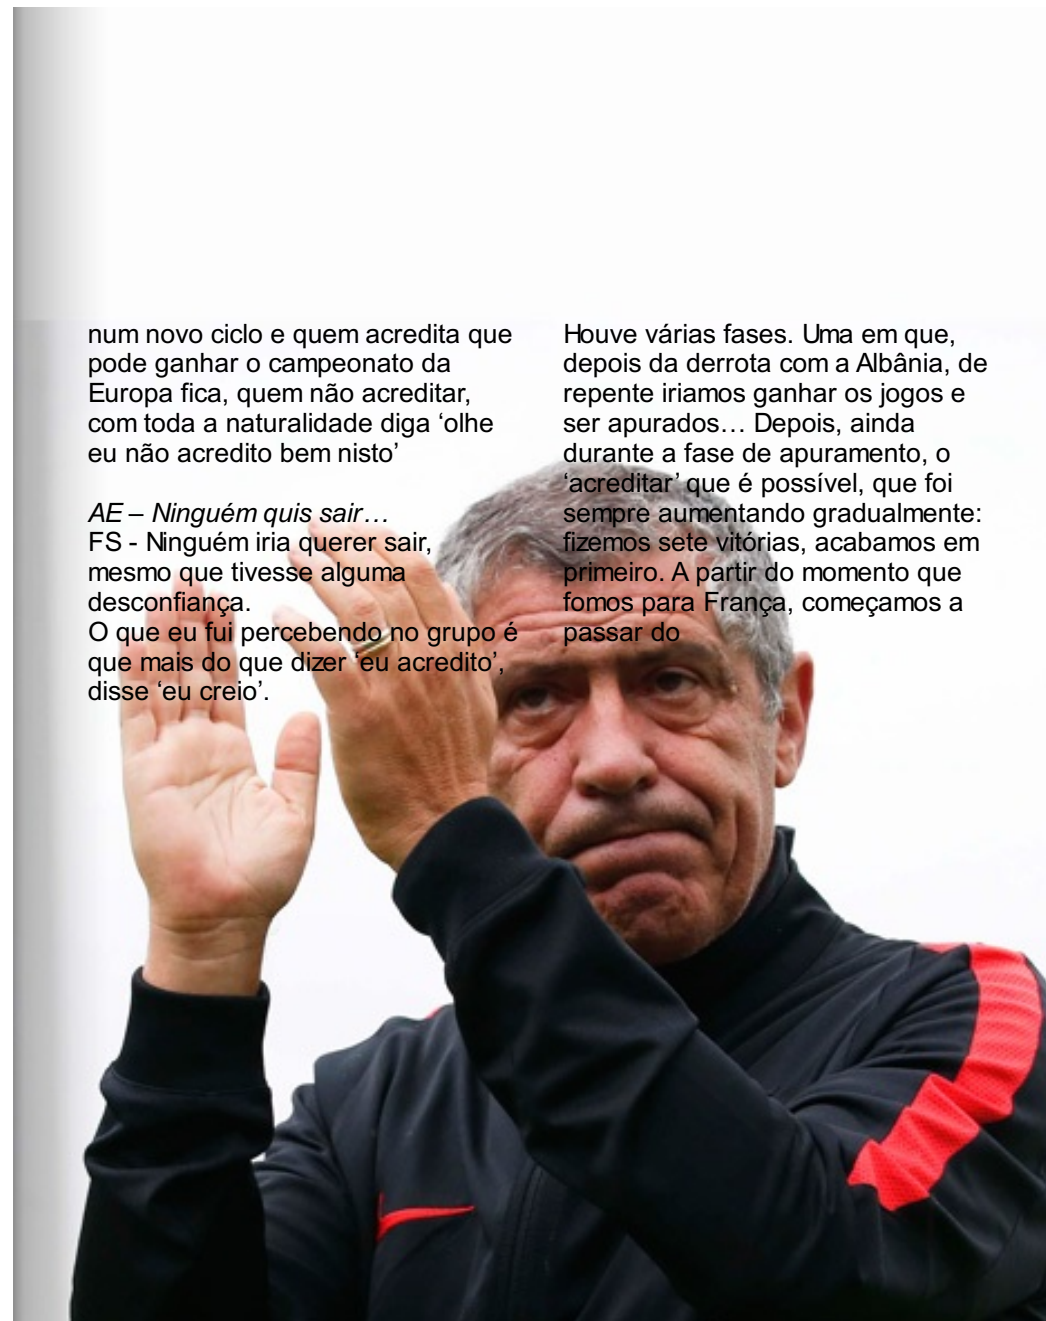 num novo ciclo e quem acredita que
pode ganhar o campeonato da
Europa fica, quem não acreditar,
com toda a naturalidade diga ‘olhe
eu não acredito bem nisto’
AE – Ninguém quis sair…
FS - Ninguém iria querer sair,
mesmo que tivesse alguma
desconfiança.
O que eu fui percebendo no grupo é
que mais do que dizer ‘eu acredito’,
disse ‘eu creio’.
Houve várias fases. Uma em que,
depois da derrota com a Albânia, de
repente iriamos ganhar os jogos e
ser apurados… Depois, ainda
durante a fase de apuramento, o
‘acreditar’ que é possível, que foi
sempre aumentando gradualmente:
fizemos sete vitórias, acabamos em
primeiro. A partir do momento que
fomos para França, começamos a
passar do